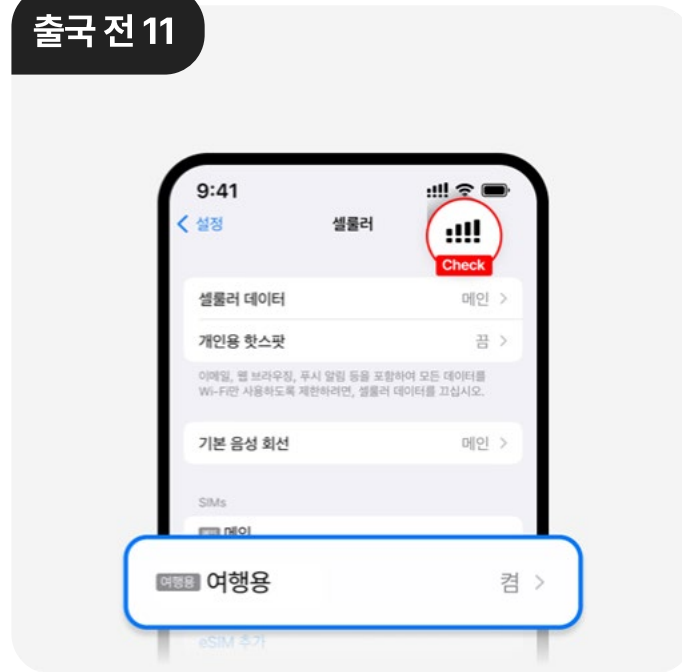 출국 전 11
9:41
설정
셀룰러
Check
셀룰러 데이터
메인
개인용 핫스팟
끔
이메일, 웹 브라우징, 푸시 알림 등을 포함하여 모든 데이터를
Wi-Fi만 사용하도록 제한하려면, 셀룰러 데이터를 끄십시오.
기본 음성 회선
메인
SIMs
메인
여행용 여행용
켬
eSIM 추가